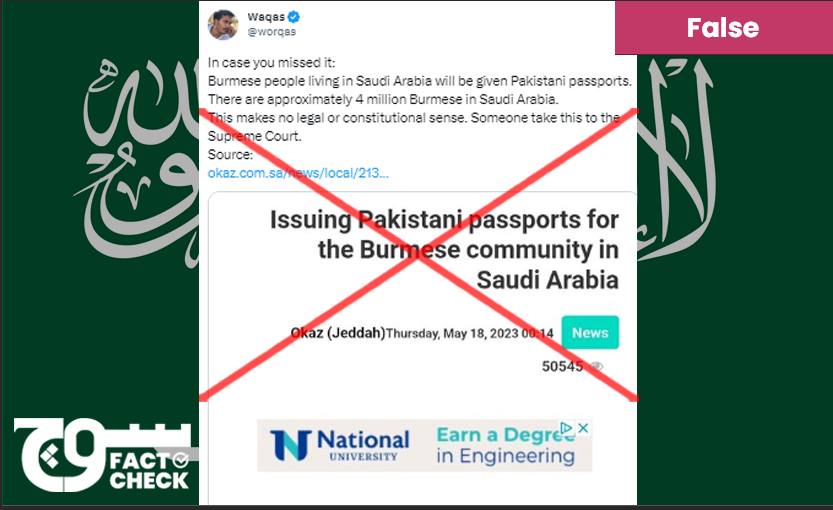 False
Waqas
@worqas
In case you missed it:
Burmese people living in Saudi Arabia will be given Pakistani passports.
There are approximately 4 million Burmese in Saudi Arabia.
This makes no legal or constitutional sense. Someone take this to the
Supreme Court.
Source:
okaz.com.sa/news/local/213...
Issuing Pakistani passports for
the Burmese community in
Saudi Arabia
Okaz (Jeddah)Thursday, May 18, 2023 00:14
News
50545
National
UNIVERSITY
Earn a Degree
in Engineering
FACT
CHECK